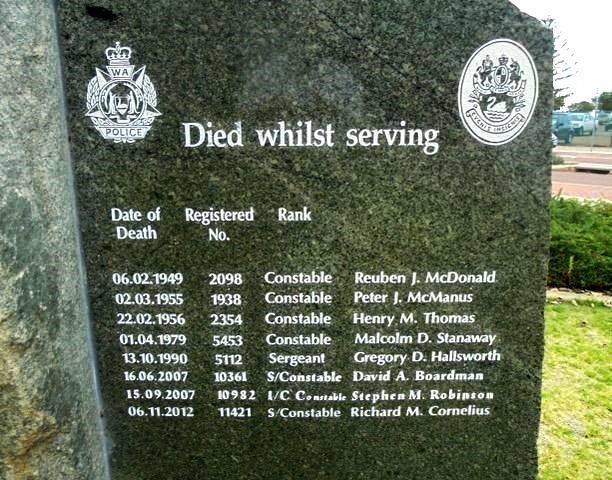 WA
POLICE
CYGNIS INSIGNIS
Died whilst serving
Date of Death Registered No. Rank
06.02.1949 2098 Constable Reuben J. McDonald
02.03.1955 1938 Constable Peter J. McManus
22.02.1956 2354 Constable Henry M. Thomas
01.04.1979 5453 Constable Malcolm D. Stanaway
13.10.1990 5112 Sergeant Gregory D. Hallsworth
16.06.2007 10361 S/Constable David A. Boardman
15.09.2007 10982 1/C Constable Stephen M. Robinson
06.11.2012 11421 S/Constable Richard M. Cornelius